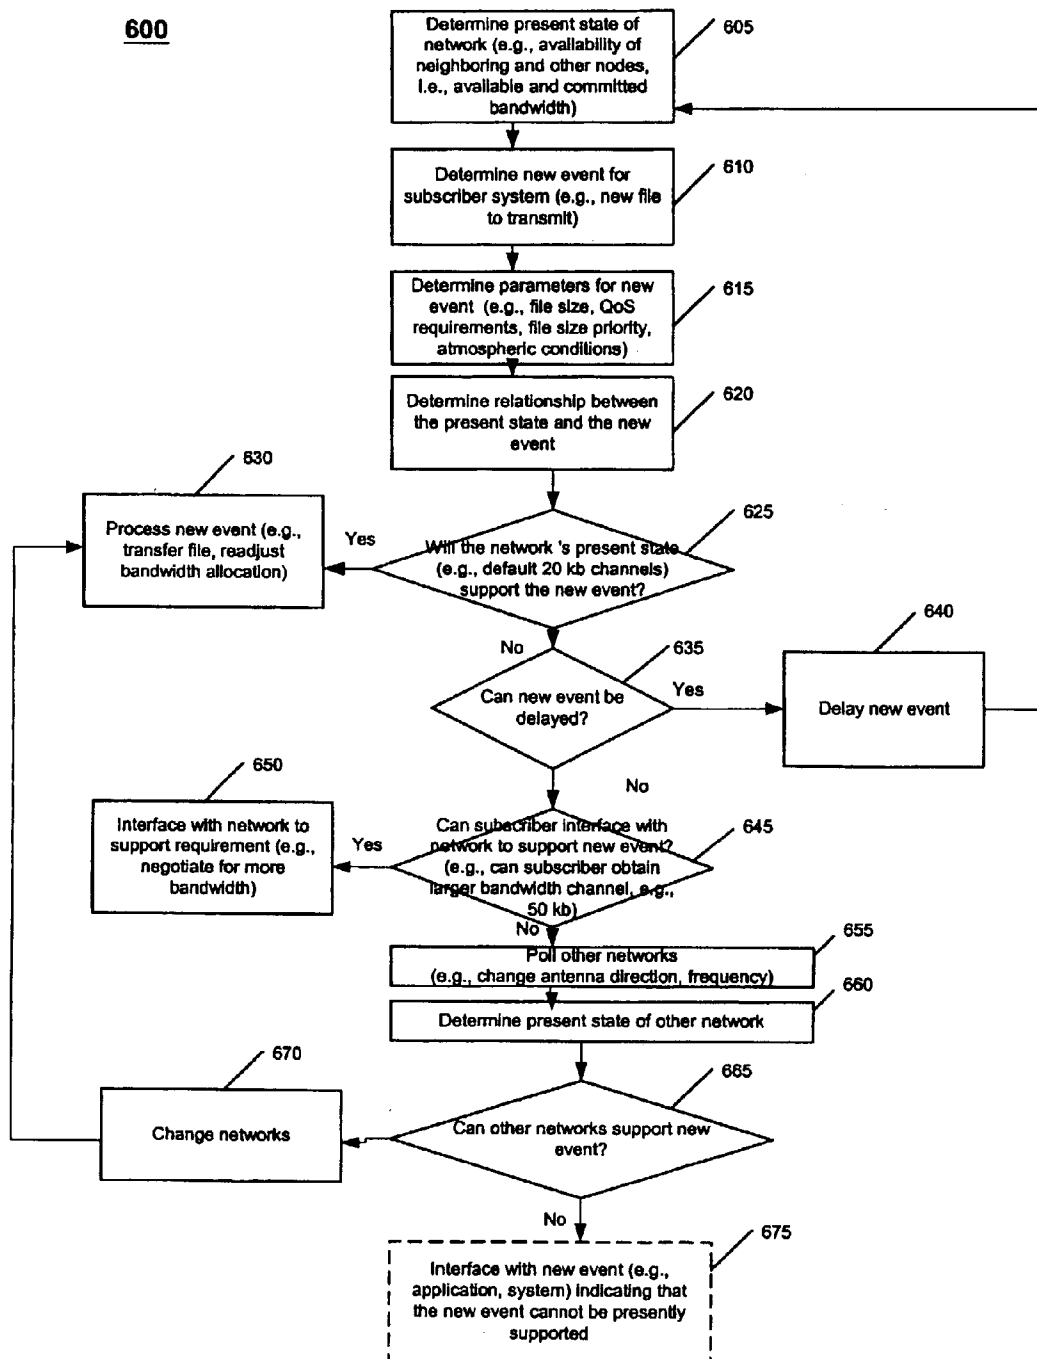 600
Determine present state of
network (e.g., availability of
neighboring and other nodes,
i.e., available and committed
bandwidth)
605
Determine new event for
subscriber system (e.g., new file
to transmit)
610
Determine parameters for new
event (e.g., file size, QoS
requirements, file size priority,
atmospheric conditions)
615
Determine relationship between
the present state and the new
event
620
630
Process new event (e.g.,
transfer file, readjust
bandwidth allocation)
Yes
Will the network 's present state
(e.g., default 20 kb channels)
support the new event?
625
No
Can new event be
delayed?
635
Yes
640
Delay new event
No
650
Interface with network to
support requirement (e.g.,
negotiate for more
bandwidth)
Yes
Can subscriber interface with
network to support new event?
(e.g., can subscriber obtain
larger bandwidth channel, e.g.,
50 kb)
645
No
Poll other networks
(e.g., change antenna direction, frequency)
655
Determine present state of other network
660
670
Change networks
Can other networks support new
event?
665
No
Interface with new event (e.g.,
application, system) indicating that
the new event cannot be presently
supported
675